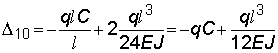 Δ₁₀ = −qlC/l + 2 ql³/24EJ = −qC + ql³/12EJ